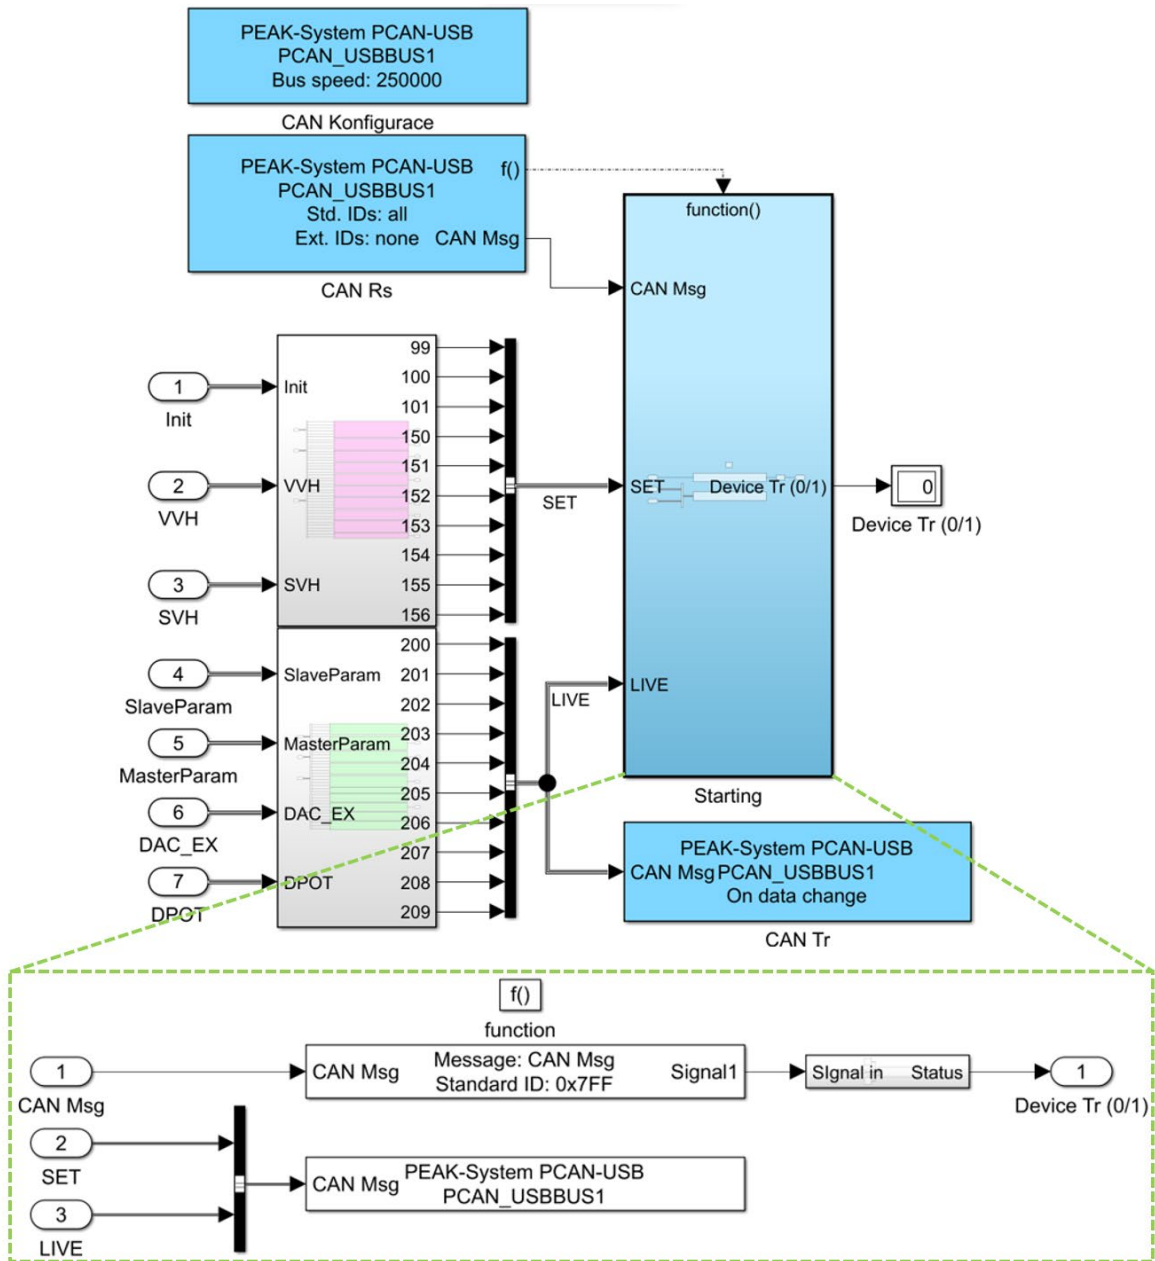 PEAK-System PCAN-USB
PCAN_USBBUS1
Bus speed: 250000
CAN Konfigurace
PEAK-System PCAN-USB
PCAN_USBBUS1
Std. IDs: all
Ext. IDs: none
f()
CAN Msg
CAN Rs
function()
CAN Msg
SET
Device Tr (0/1)
LIVE
Starting
1
Init
2
VVH
3
SVH
Init
VVH
SVH
99
100
101
150
151
152
153
154
155
156
SET
0
Device Tr (0/1)
4
SlaveParam
5
MasterParam
6
DAC_EX
7
DPOT
SlaveParam
MasterParam
DAC_EX
DPOT
200
201
202
203
204
205
206
207
208
209
LIVE
CAN Msg
PEAK-System PCAN-USB
PCAN_USBBUS1
On data change
CAN Tr
f()
function
1
CAN Msg
CAN Msg
Message: CAN Msg
Standard ID: 0x7FF
Signal1
SIgnal in
Status
1
Device Tr (0/1)
2
SET
3
LIVE
CAN Msg
PEAK-System PCAN-USB
PCAN_USBBUS1